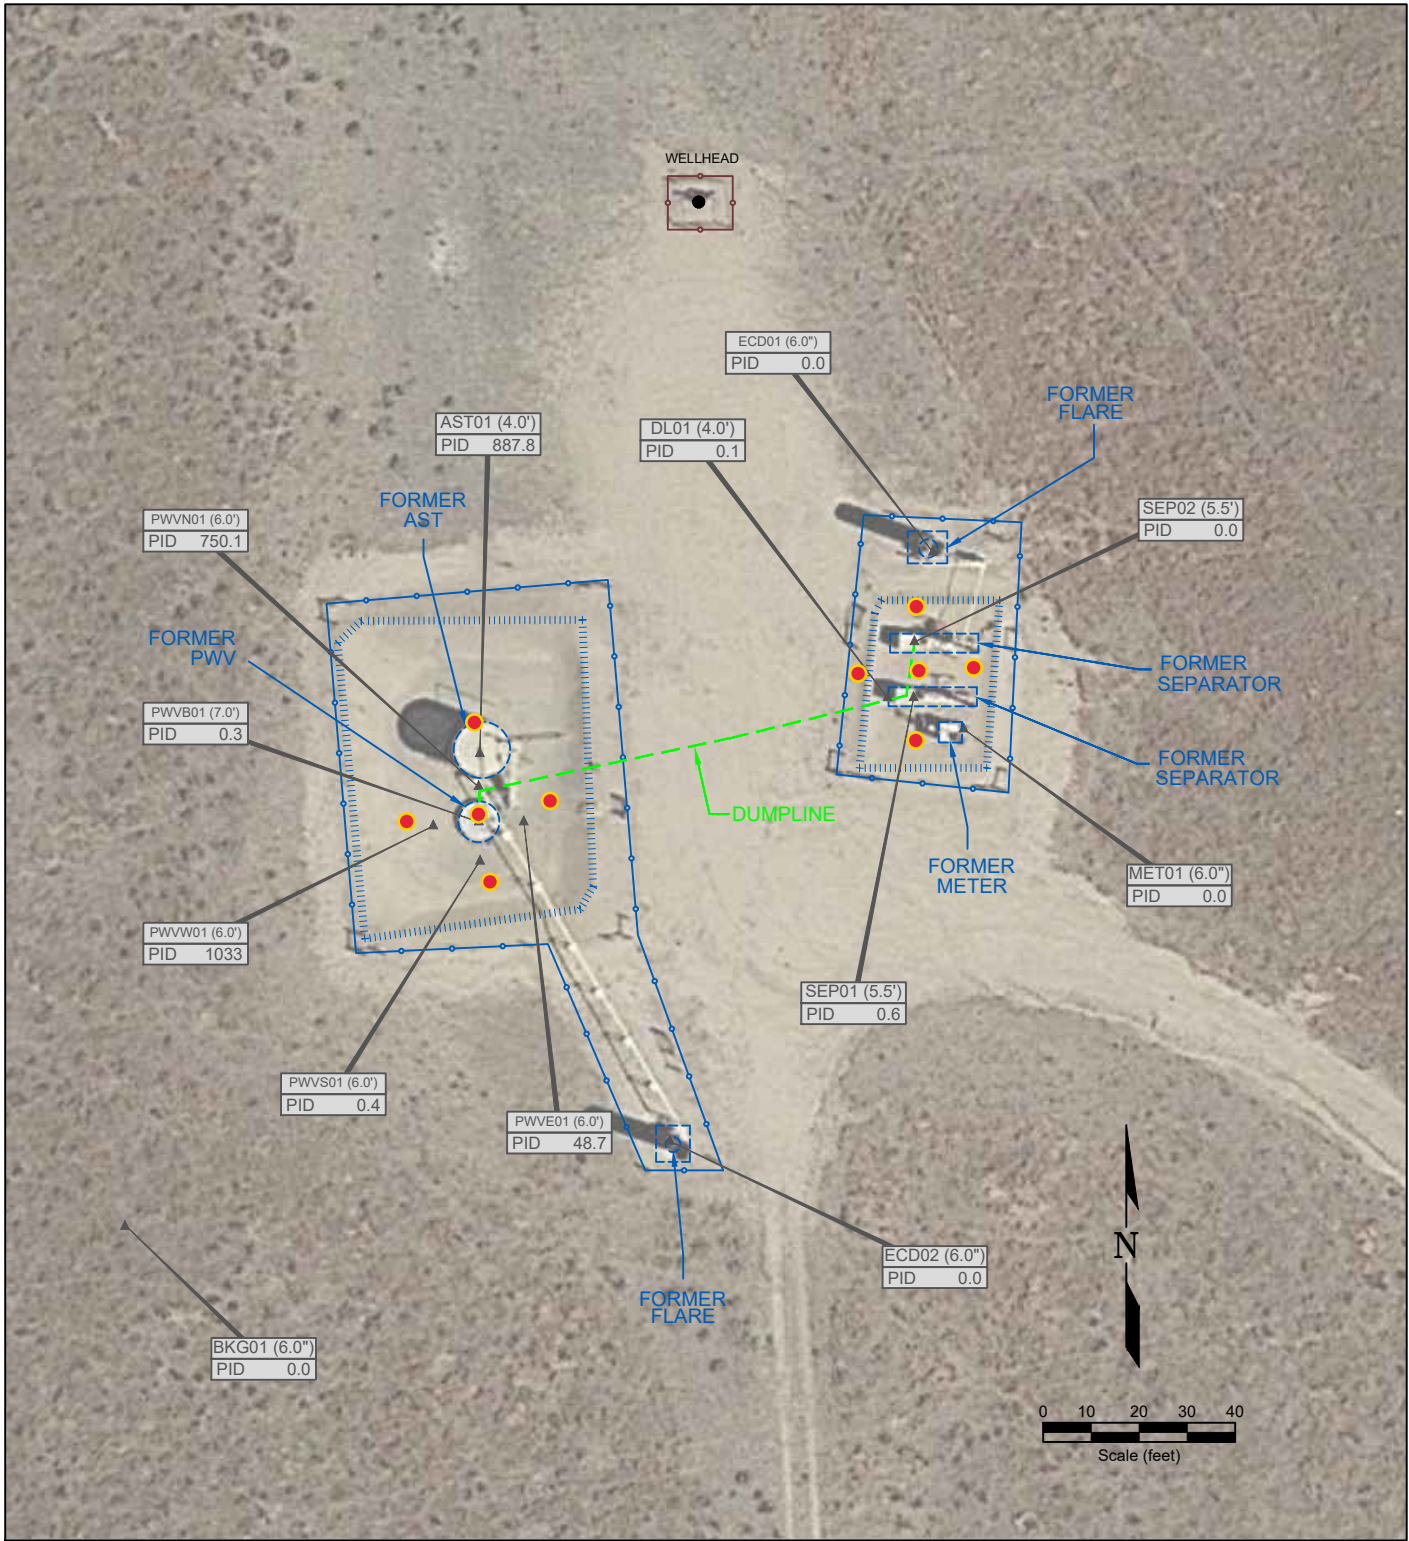 WELLHEAD
ECD01 (6.0")
PID 0.0
FORMER
FLARE
AST01 (4.0')
PID 887.8
DL01 (4.0')
PID 0.1
FORMER
AST
SEP02 (5.5')
PID 0.0
PWVN01 (6.0')
PID 750.1
FORMER
PWV
FORMER
SEPARATOR
PWVB01 (7.0')
PID 0.3
FORMER
SEPARATOR
DUMPLINE
FORMER
METER
MET01 (6.0")
PID 0.0
PWVW01 (6.0')
PID 1033
SEP01 (5.5')
PID 0.6
PWVS01 (6.0')
PID 0.4
PWVE01 (6.0')
PID 48.7
N
ECD02 (6.0")
PID 0.0
FORMER
FLARE
BKG01 (6.0")
PID 0.0
0 10 20 30 40
Scale (feet)